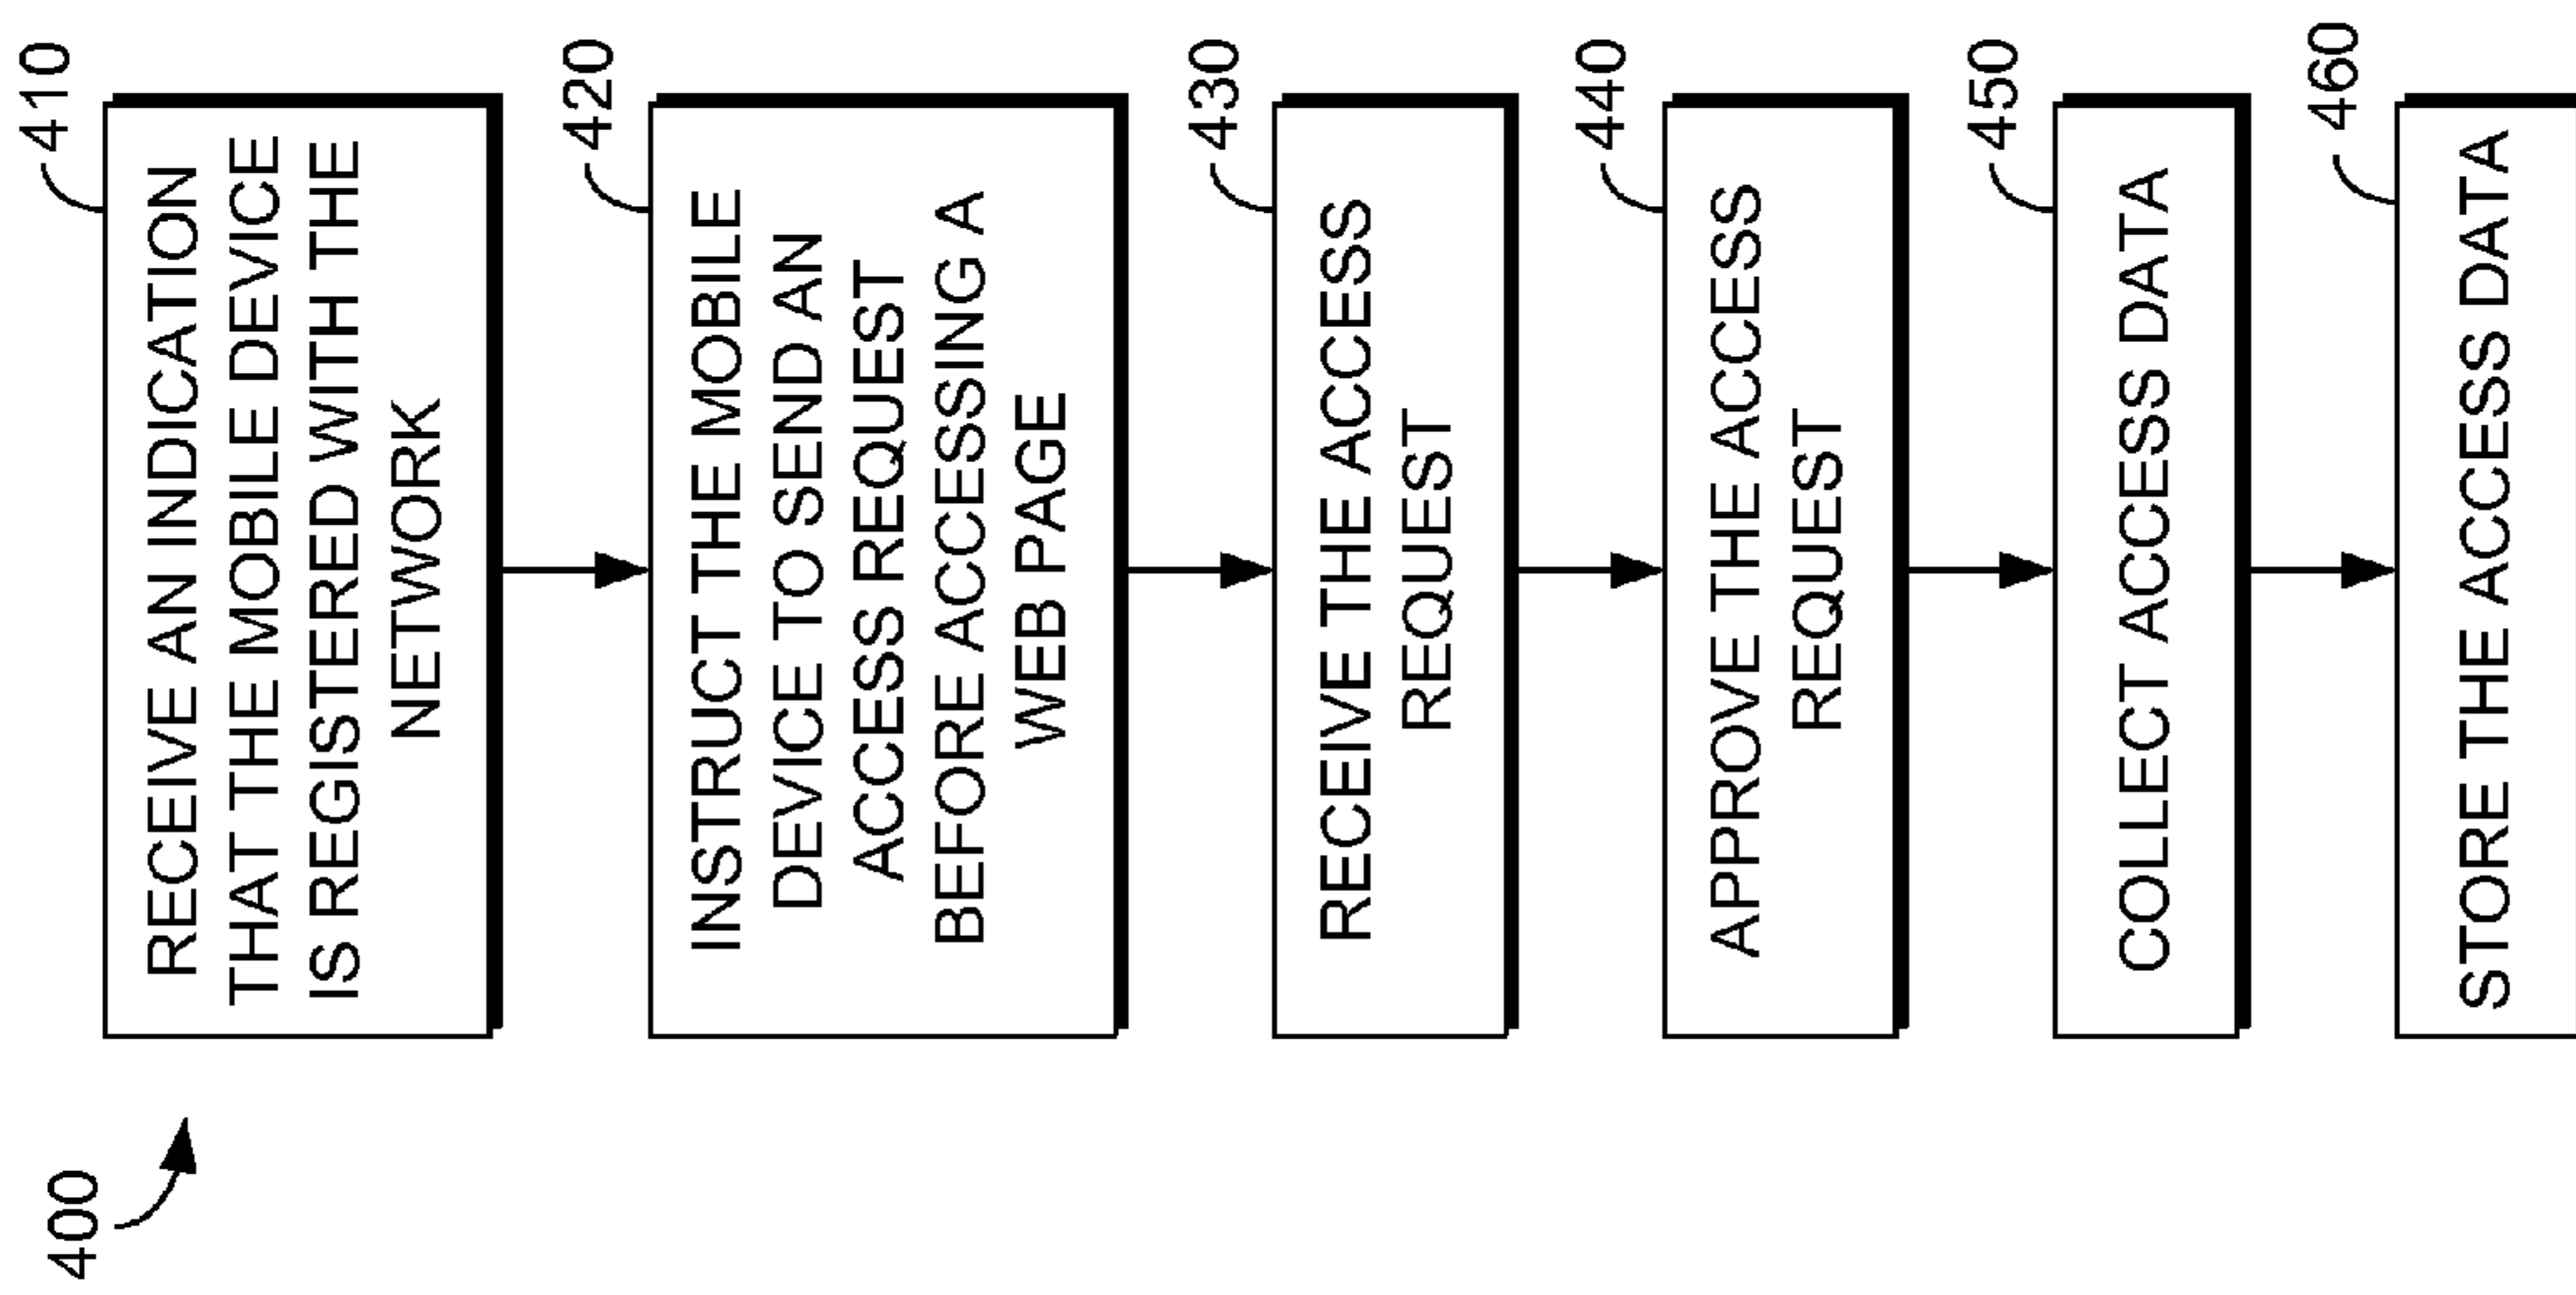 400
410
RECEIVE AN INDICATION
THAT THE MOBILE DEVICE
IS REGISTERED WITH THE
NETWORK
420
INSTRUCT THE MOBILE
DEVICE TO SEND AN
ACCESS REQUEST
BEFORE ACCESSING A
WEB PAGE
430
RECEIVE THE ACCESS
REQUEST
440
APPROVE THE ACCESS
REQUEST
450
COLLECT ACCESS DATA
460
STORE THE ACCESS DATA